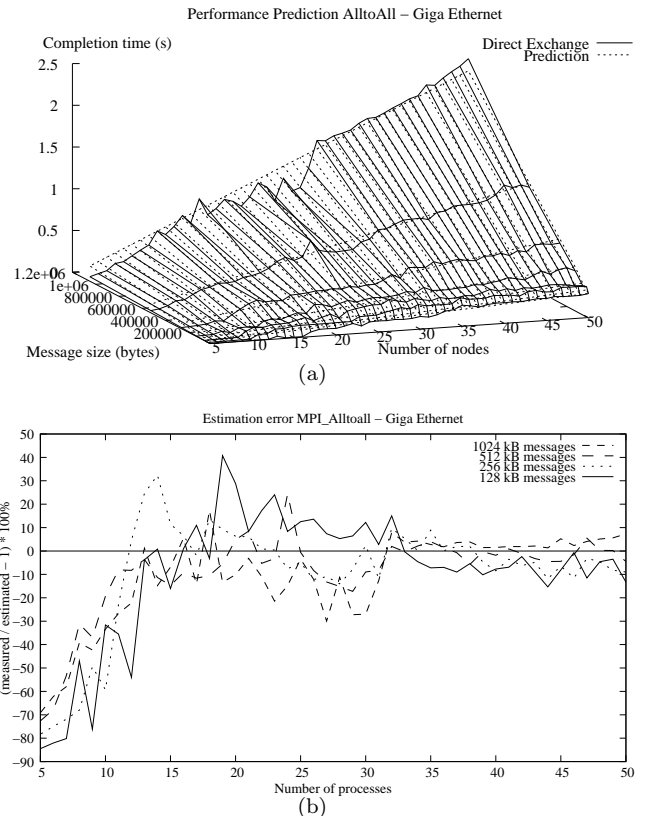 Performance Prediction AlltoAll – Giga Ethernet
Completion time (s)
Direct Exchange
Prediction
2.5
2
1.5
1
0.5
0
1.2e+06
1e+06
800000
600000
400000
200000
Message size (bytes)
5
10
15
20
25
30
35
40
45
50
Number of nodes
(a)
Estimation error MPI_Alltoall – Giga Ethernet
1024 kB messages
512 kB messages
256 kB messages
128 kB messages
(measured / estimated – 1) * 100%
50
40
30
20
10
0
–10
–20
–30
–40
–50
–60
–70
–80
–90
5
10
15
20
25
30
35
40
45
50
Number of processes
(b)